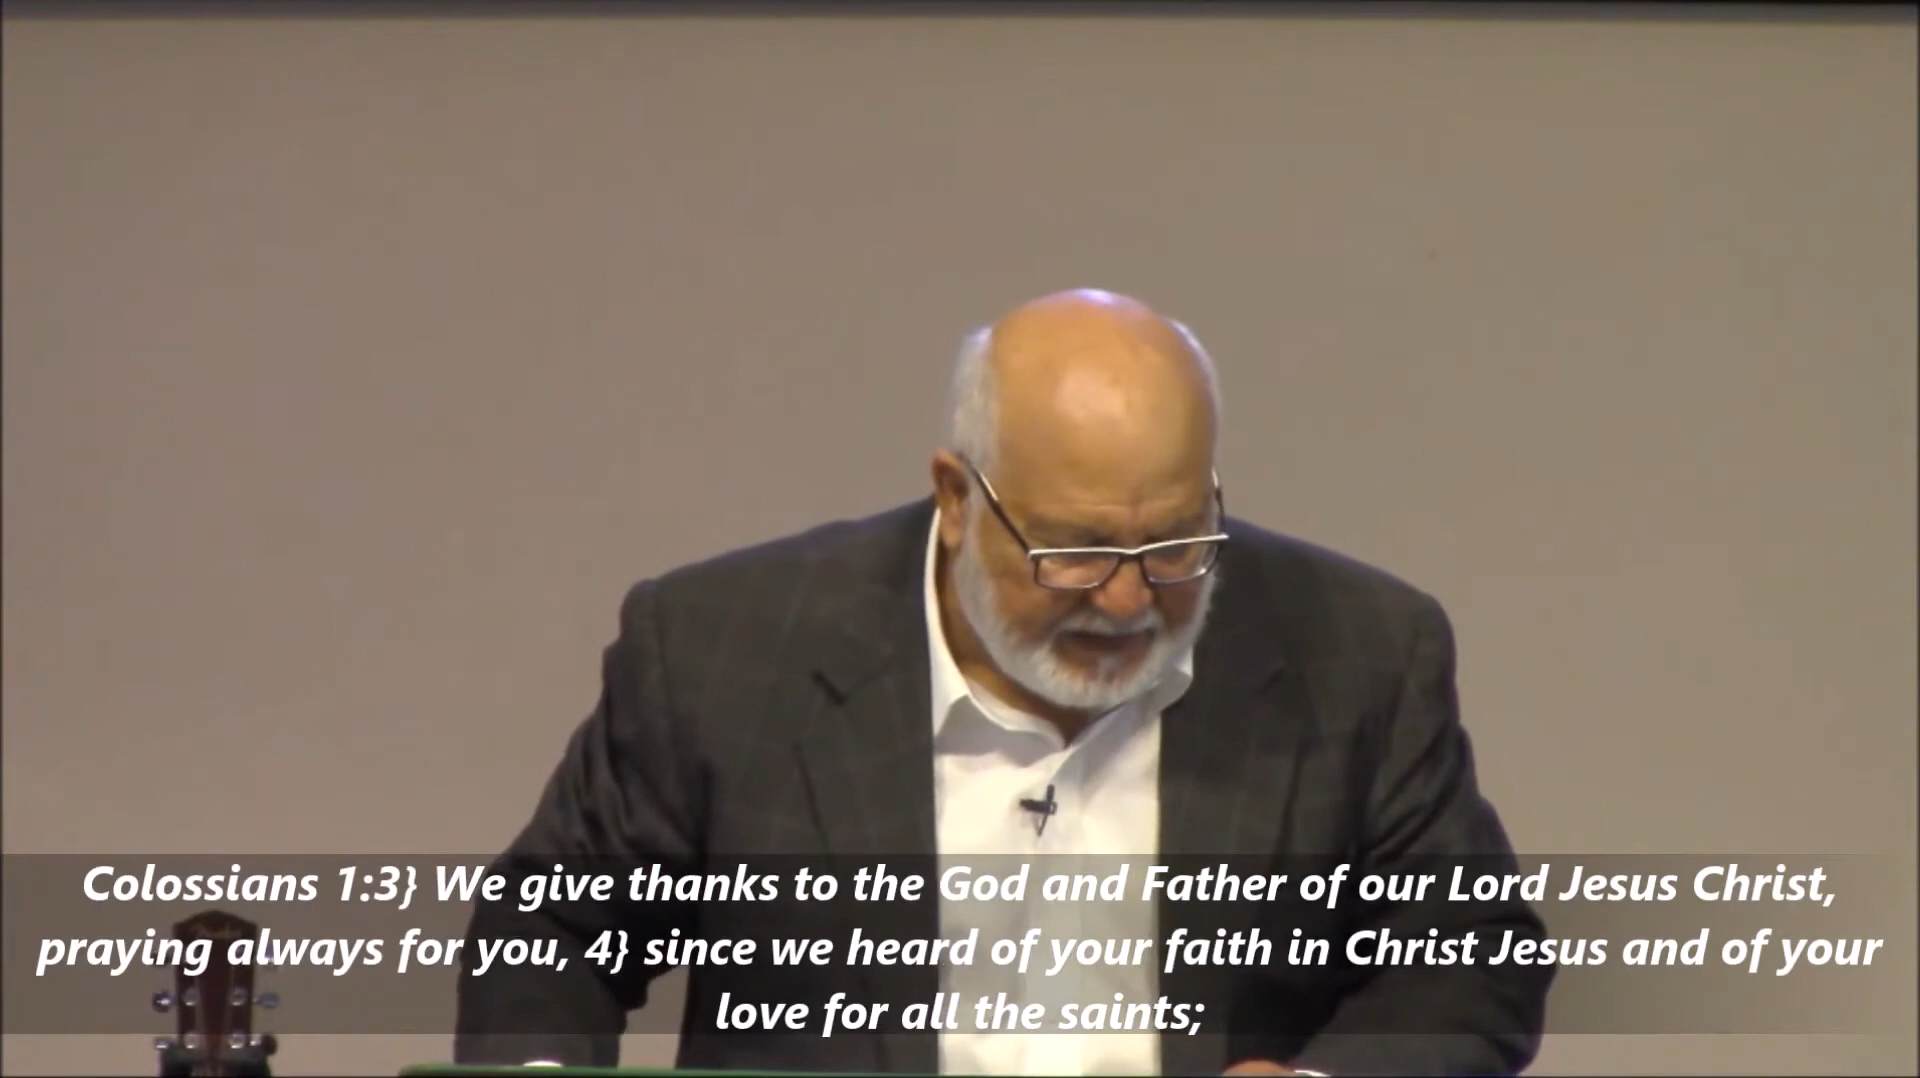 Colossians 1:3} We give thanks to the God and Father of our Lord Jesus Christ,
praying always for you, 4} since we heard of your faith in Christ Jesus and of your
love for all the saints;